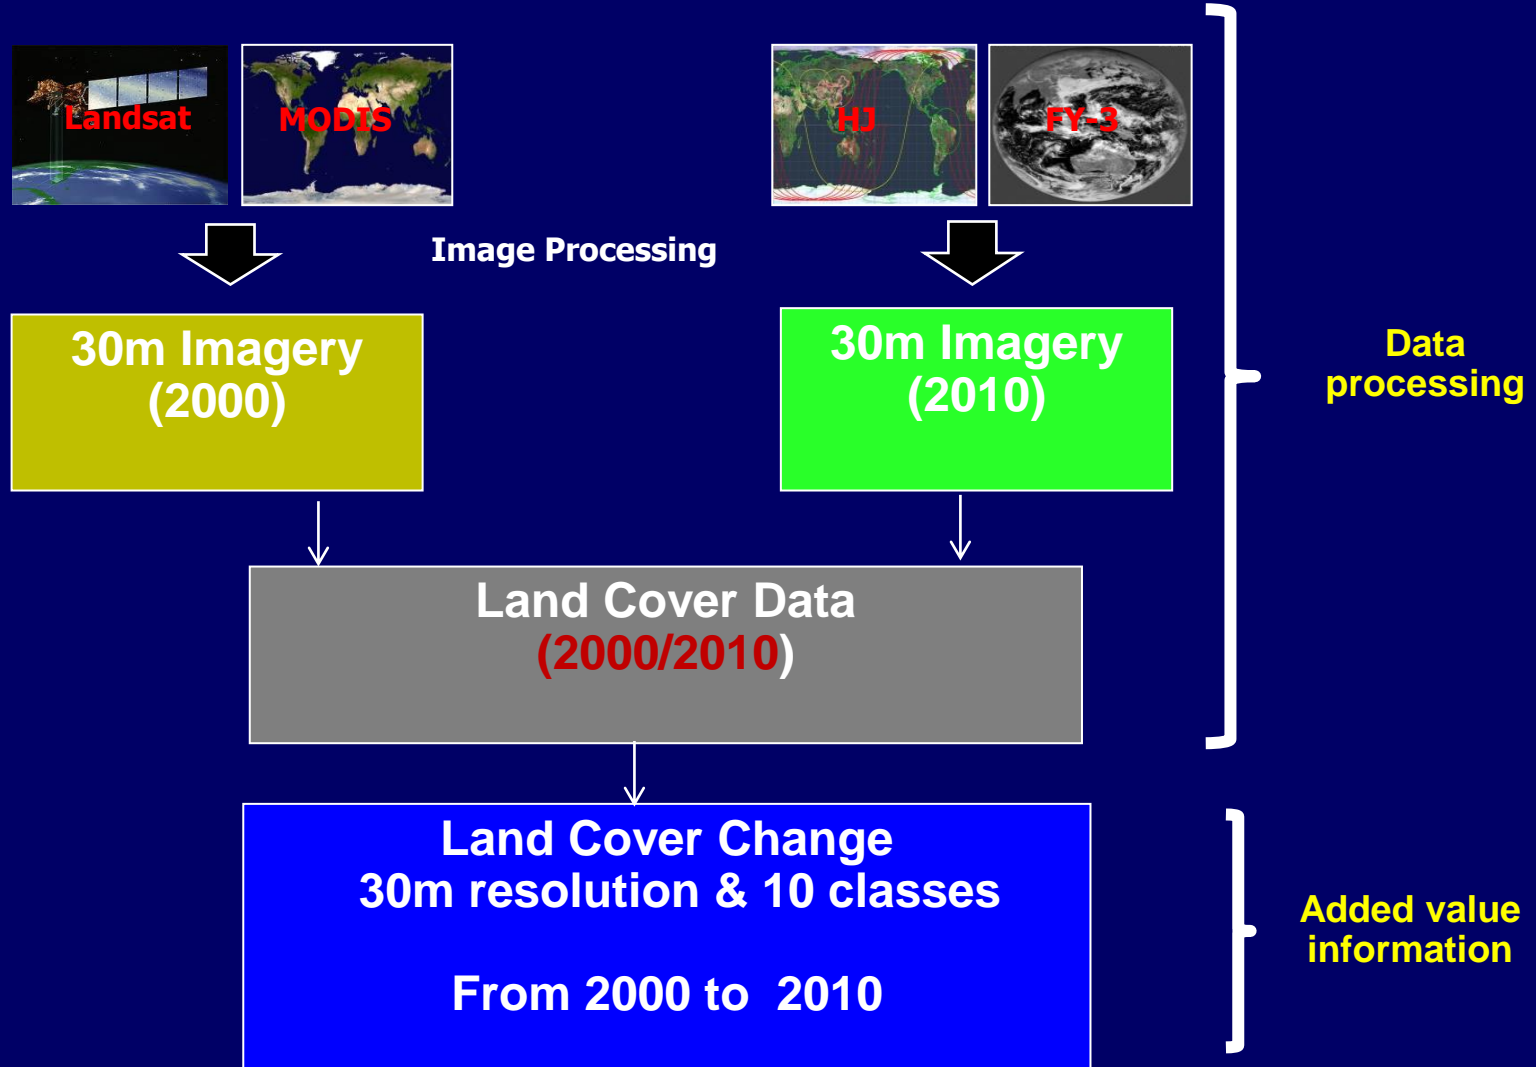 Landsat
MODIS
HJ
FY-3
Image Processing
30m Imagery
(2000)
30m Imagery
(2010)
Data
processing
Land Cover Data
(2000/2010)
Land Cover Change
30m resolution & 10 classes
From 2000 to 2010
Added value
information